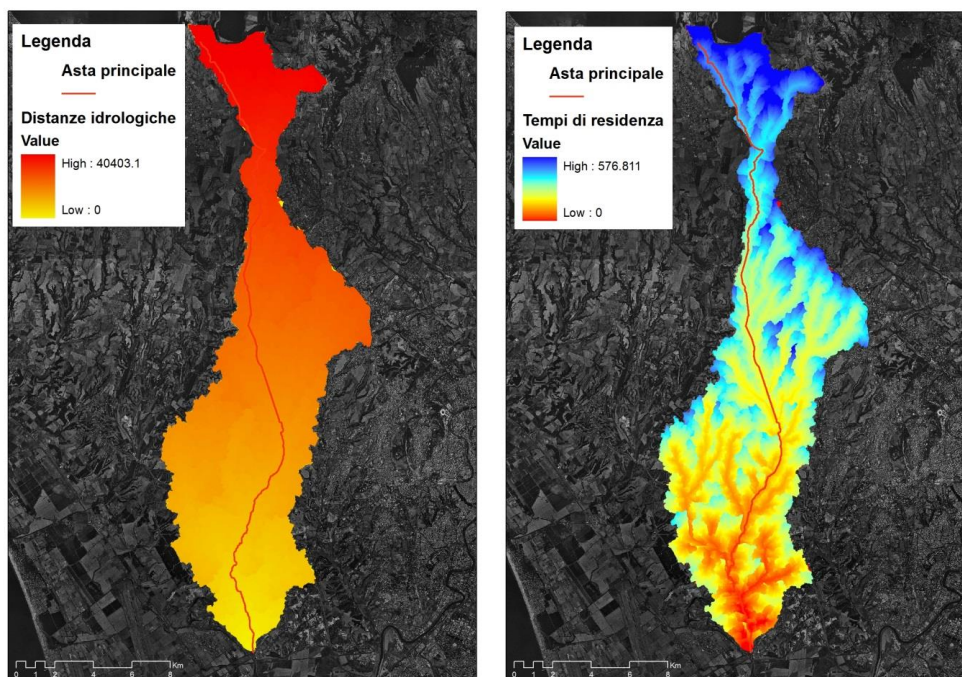 Legenda
Asta principale
Distanze idrologiche
Value
High : 40403.1
Low : 0
0 1 2 4 6 8
Km
Legenda
Asta principale
Tempi di residenza
Value
High : 576.811
Low : 0
0 1 2 4 6 8
Km